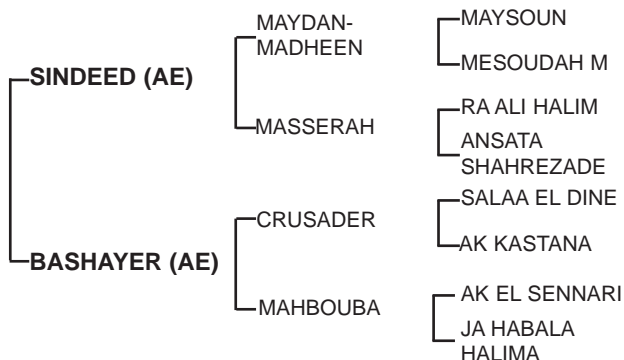 MAYDAN-
MADHEEN
MAYSOUN
MESOUDAH M
SINDEED (AE)
MASSERAH
RA ALI HALIM
ANSATA
SHAHREZADE
CRUSADER
SALAA EL DINE
AK KASTANA
BASHAYER (AE)
MAHBOUBA
AK EL SENNARI
JA HABALA
HALIMA